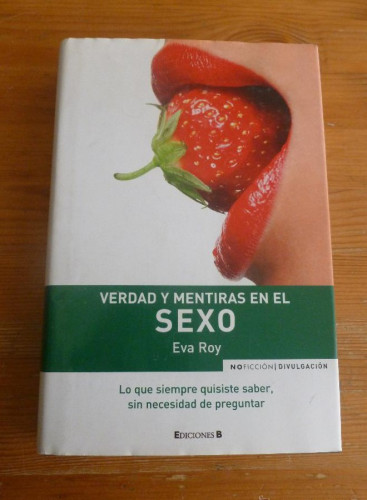 VERDAD Y MENTIRAS EN EL
SEXO
Eva Roy
NOFICCIÓN | DIVULGACIÓN
Lo que siempre quisiste saber,
sin necesidad de preguntar
EDICIONES B